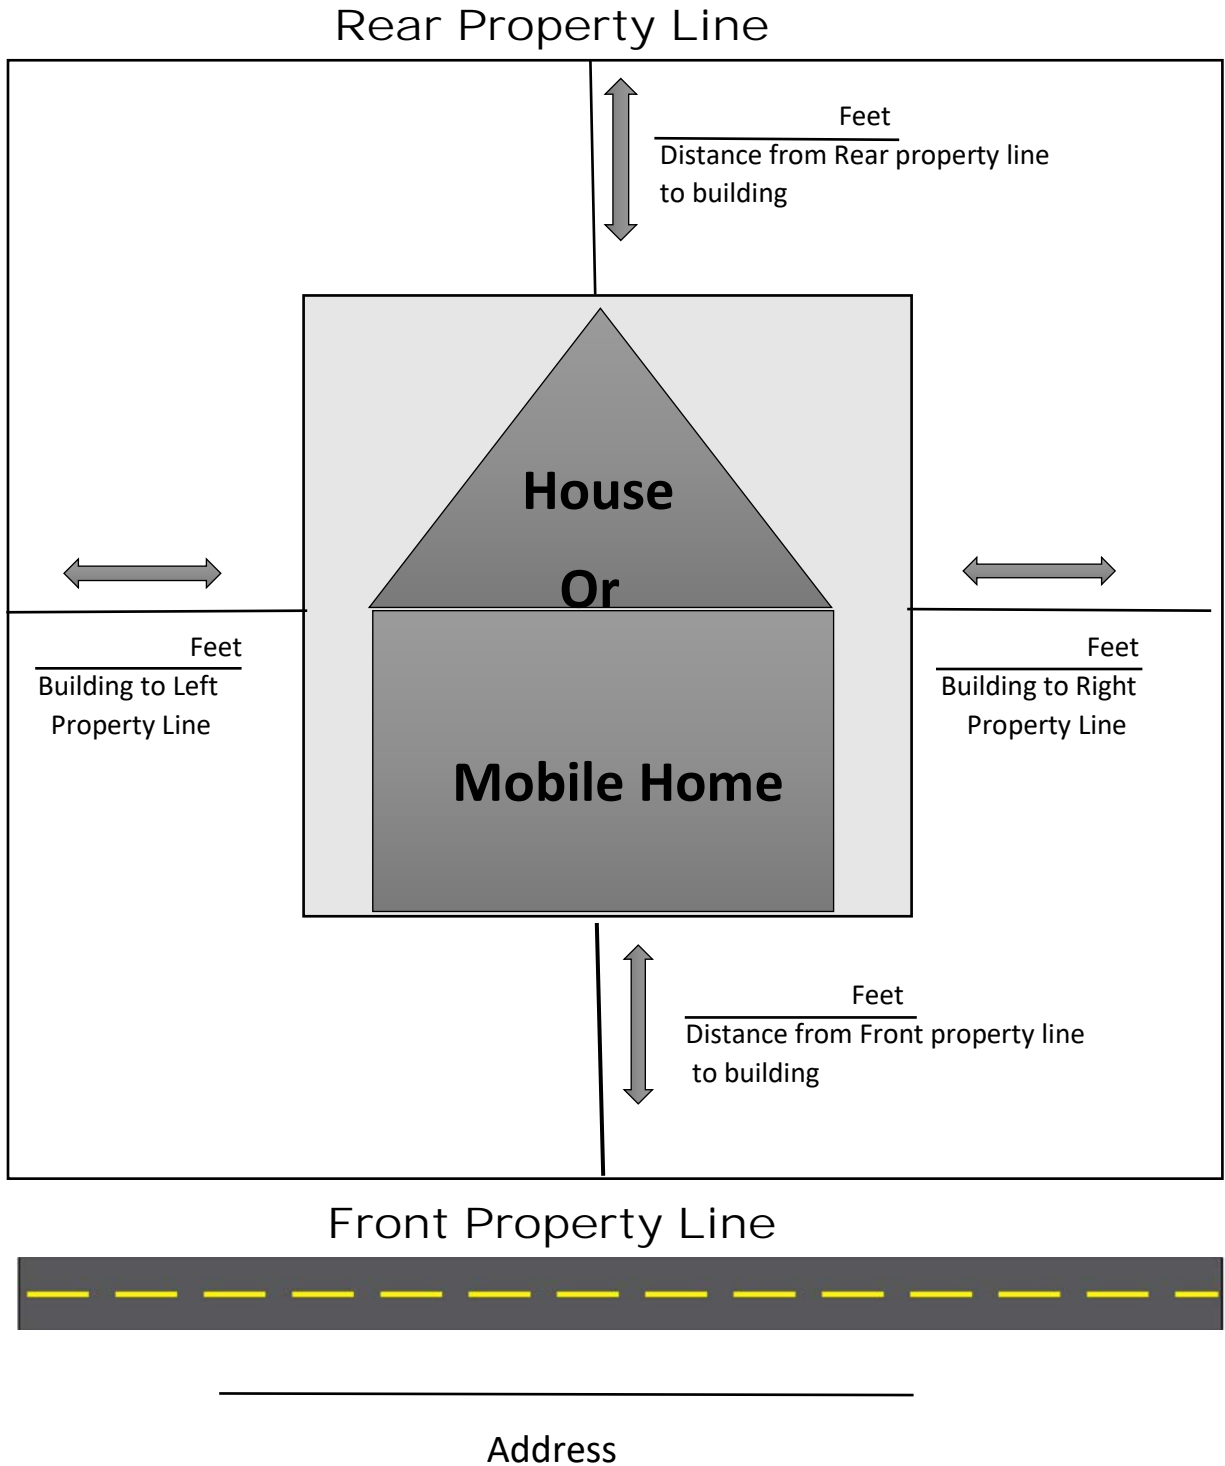 Rear Property Line
Feet
Distance from Rear property line
to building
House
Or
Feet
Building to Left
Property Line
Feet
Building to Right
Property Line
Mobile Home
Feet
Distance from Front property line
to building
Front Property Line
Address